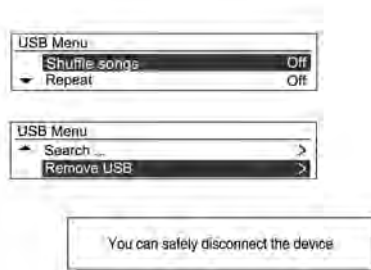 USB Menu
Shuffle songs Off
Repeat Off
USB Menu
Search ... >
Remove USB >
You can safely disconnect the device